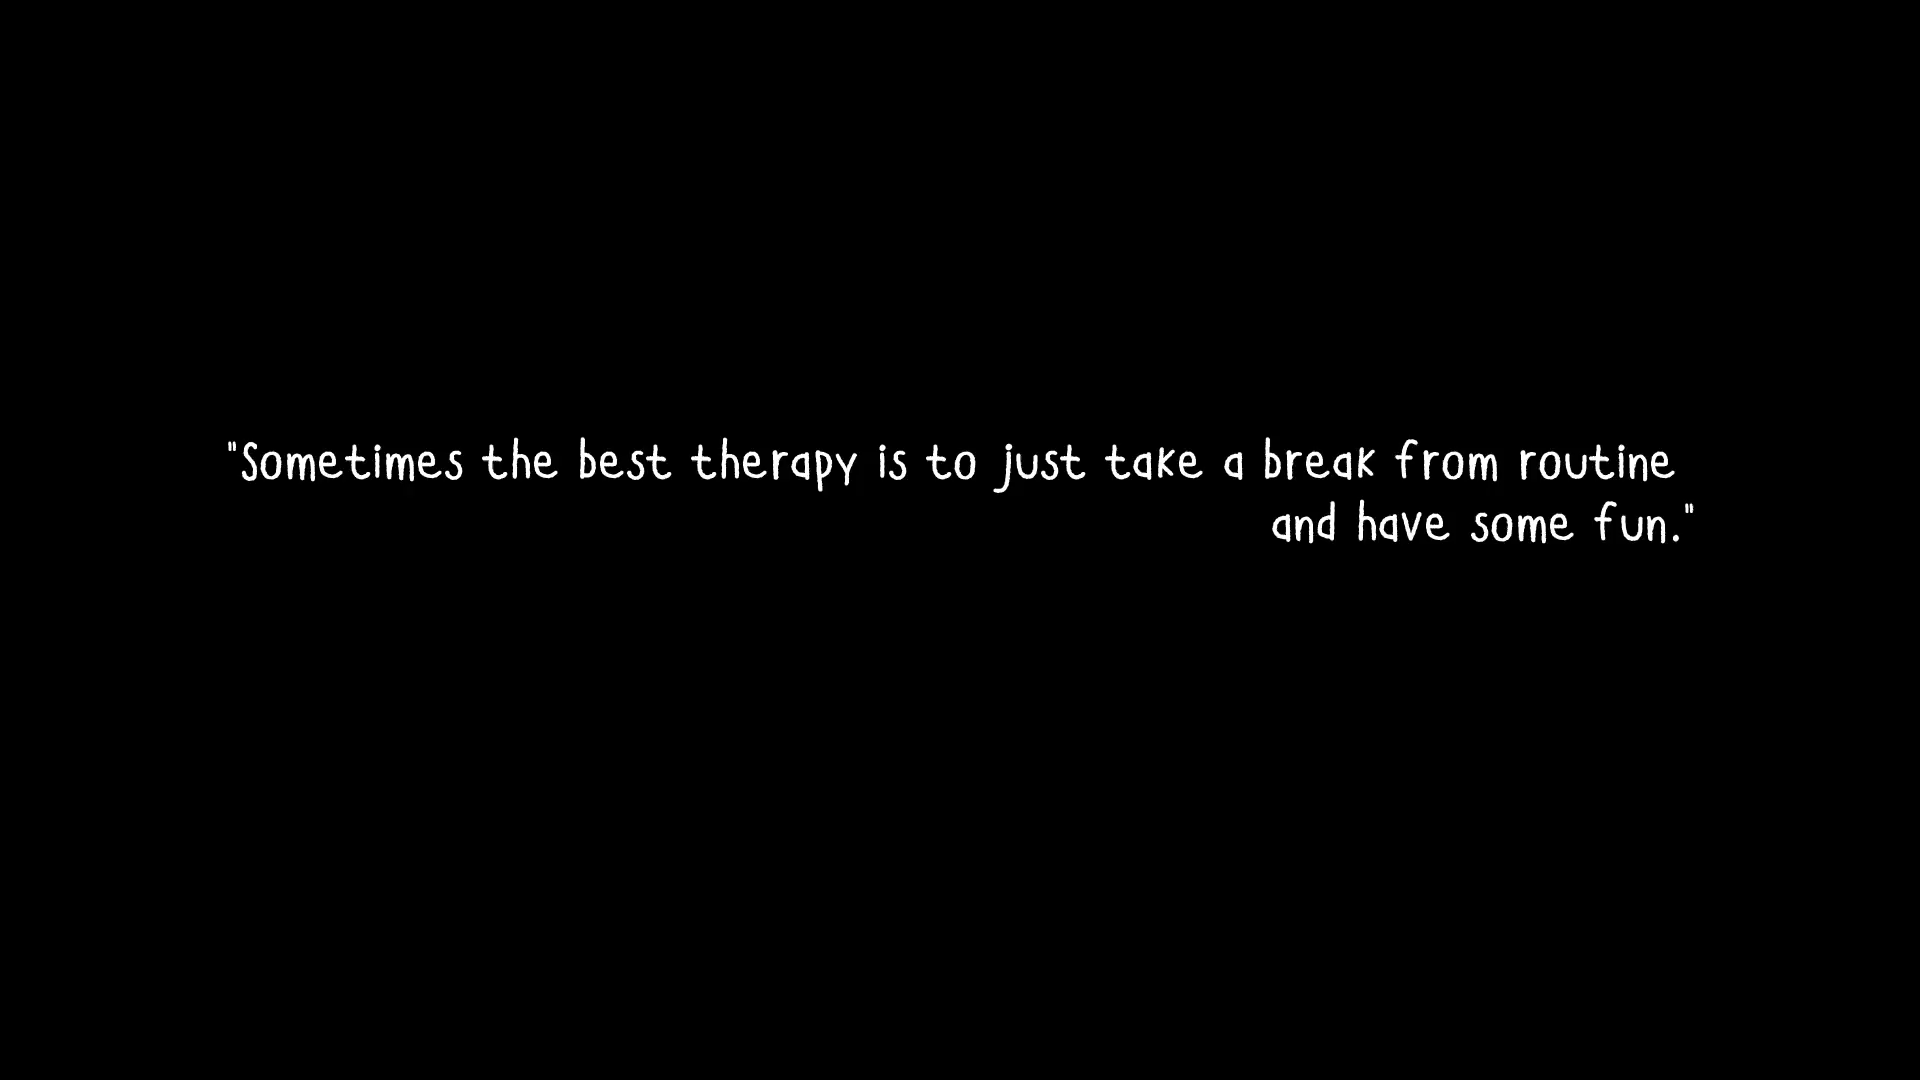 "Sometimes the best therapy is to just take a break from routine
and have some fun."